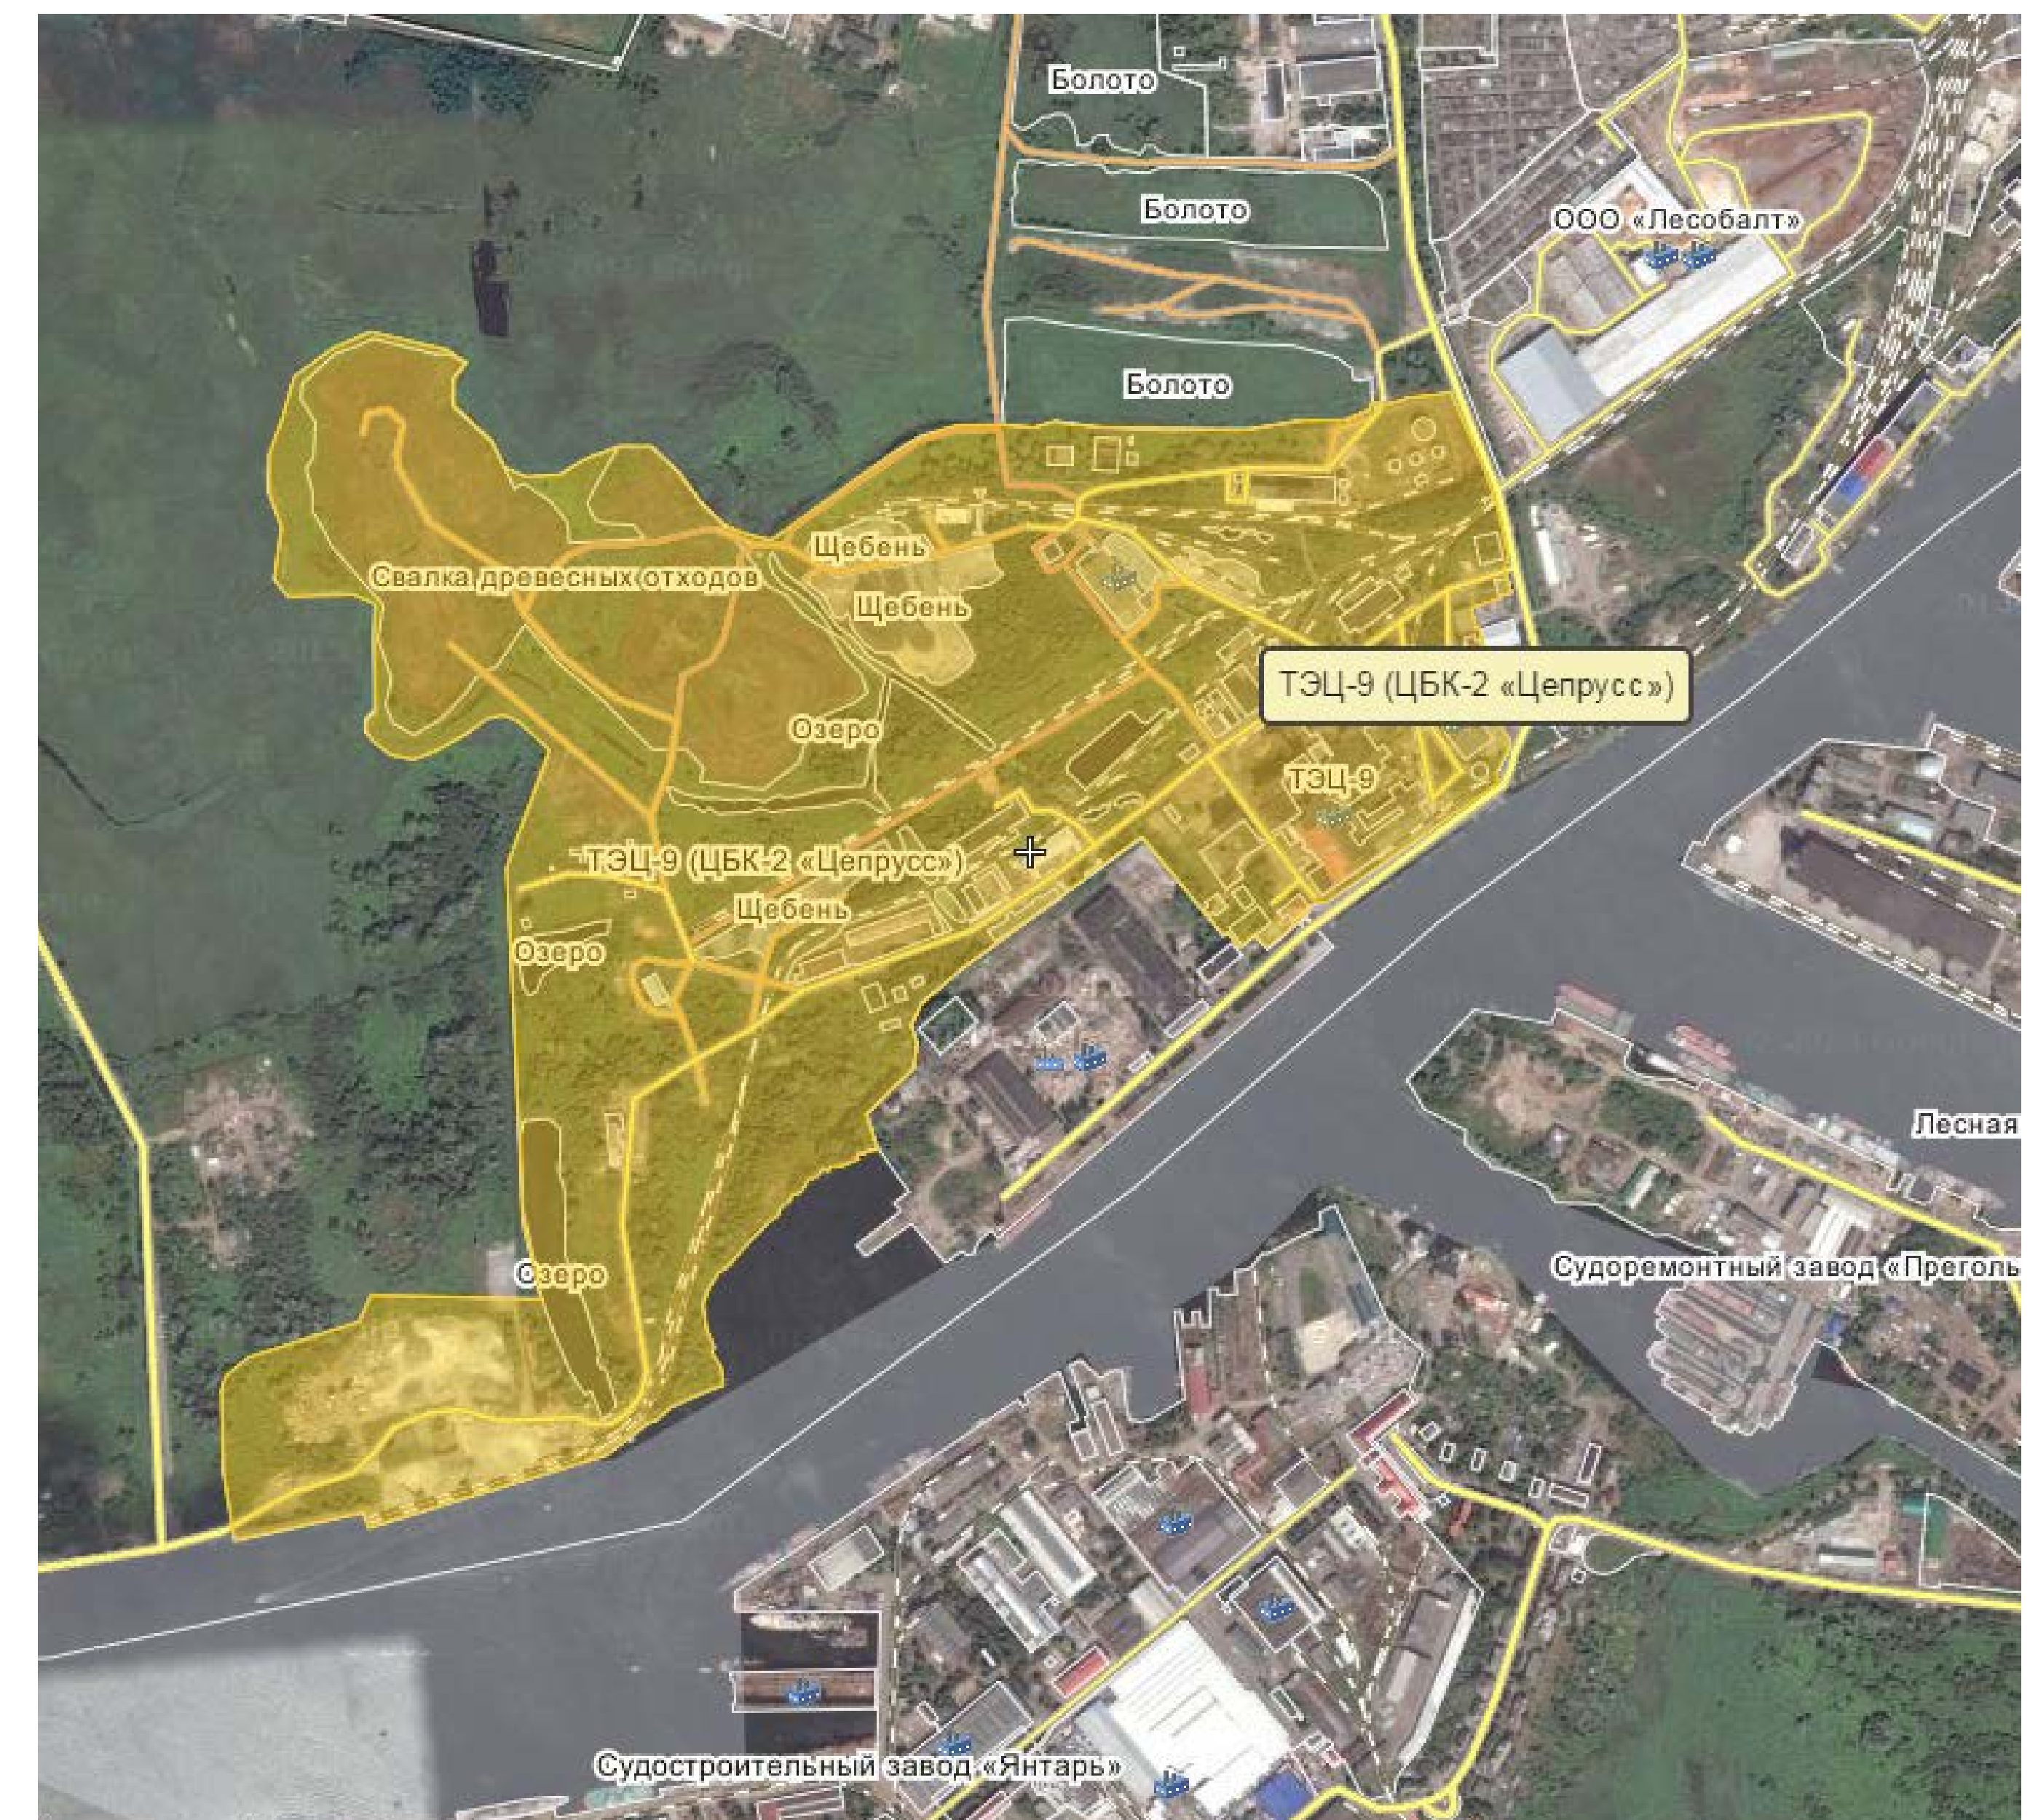 Болото
Болото
ООО «Лесобалт»
Болото
Щебень
Свалка древесных отходов
Щебень
ТЭЦ-9 (ЦБК-2 «Цепрусс»)
Озеро
ТЭЦ-9
ТЭЦ-9 (ЦБК-2 «Цепрусс»)
Щебень
Озеро
Лесная
Судоремонтный завод «Преголь
Озеро
Судостроительный завод «Янтарь»